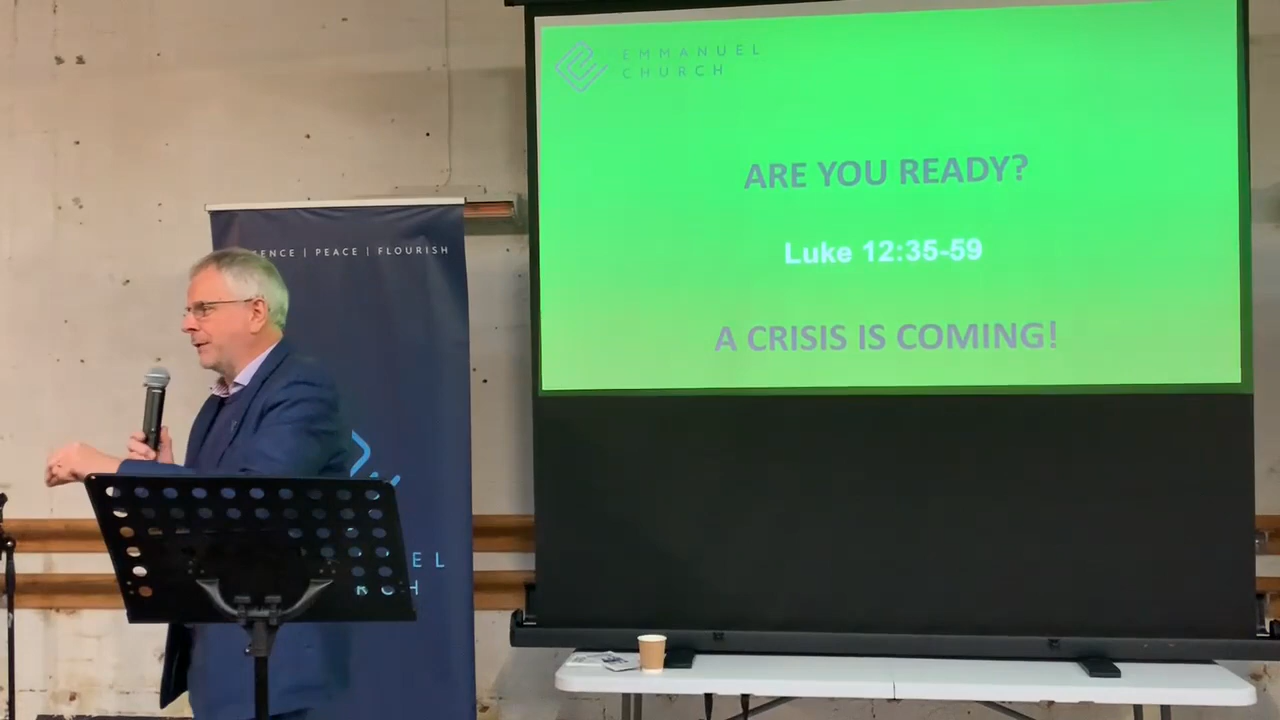 EMMANUEL
CHURCH
ARE YOU READY?
Luke 12:35-59
A CRISIS IS COMING!
| PEACE | FLOURISH